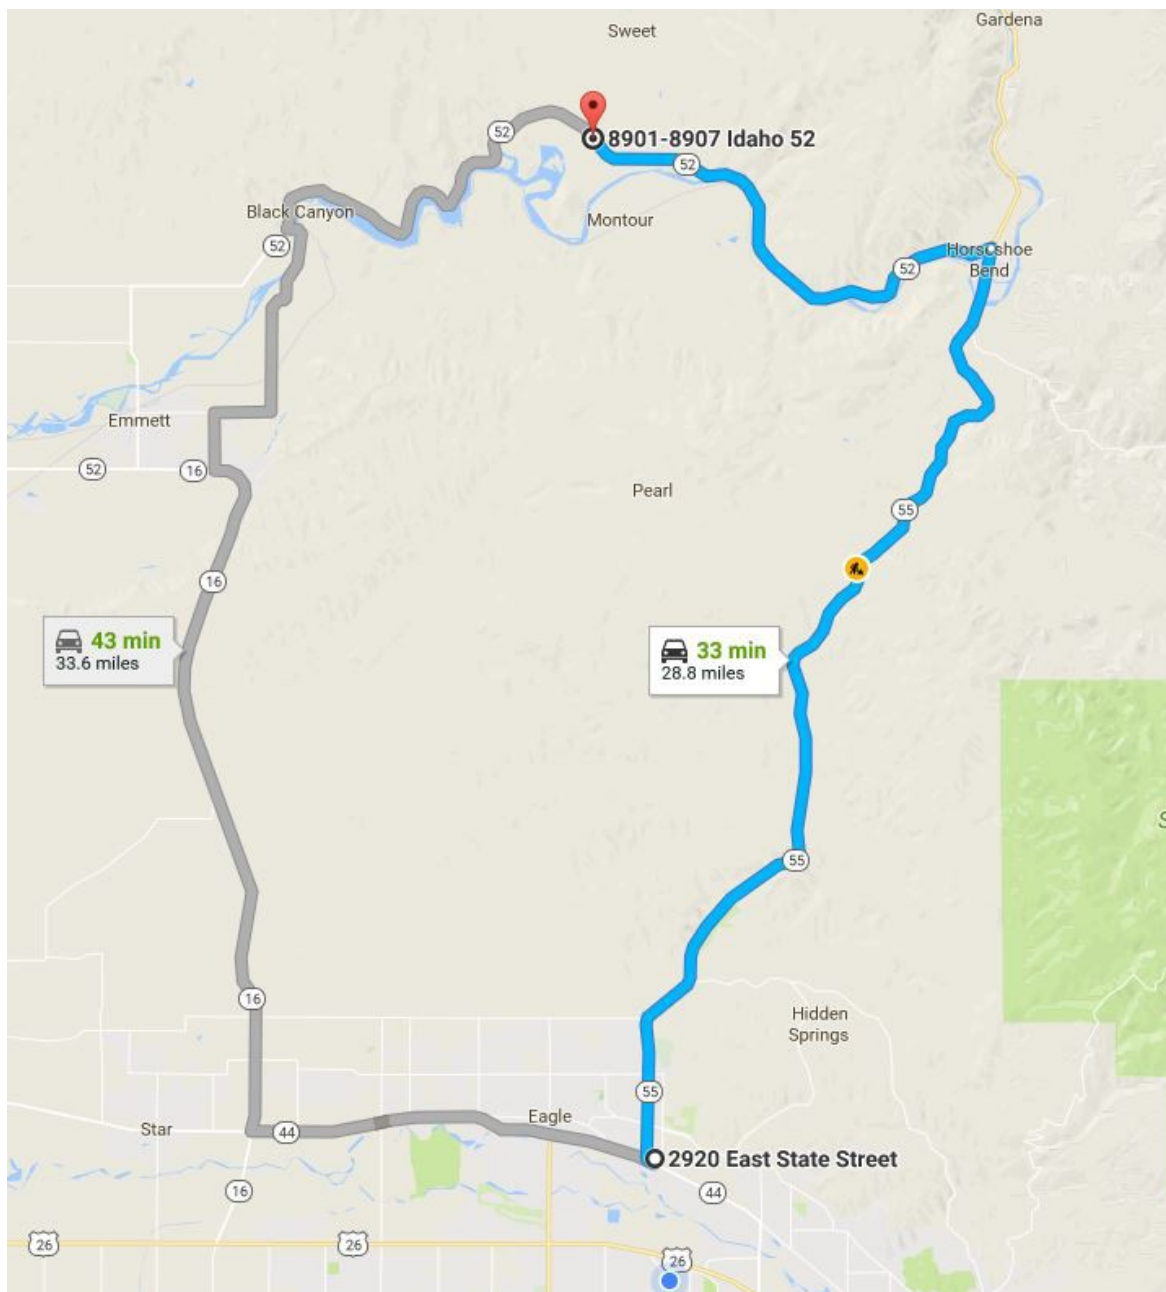 Sweet
Gardena
52
8901-8907 Idaho 52
52
Black Canyon
Montour
52
52
Horseshoe
Bend
Emmett
52
16
Pearl
55
16
43 min
33.6 miles
33 min
28.8 miles
55
16
Hidden
Springs
55
Star
44
Eagle
2920 East State Street
16
44
26
26
26